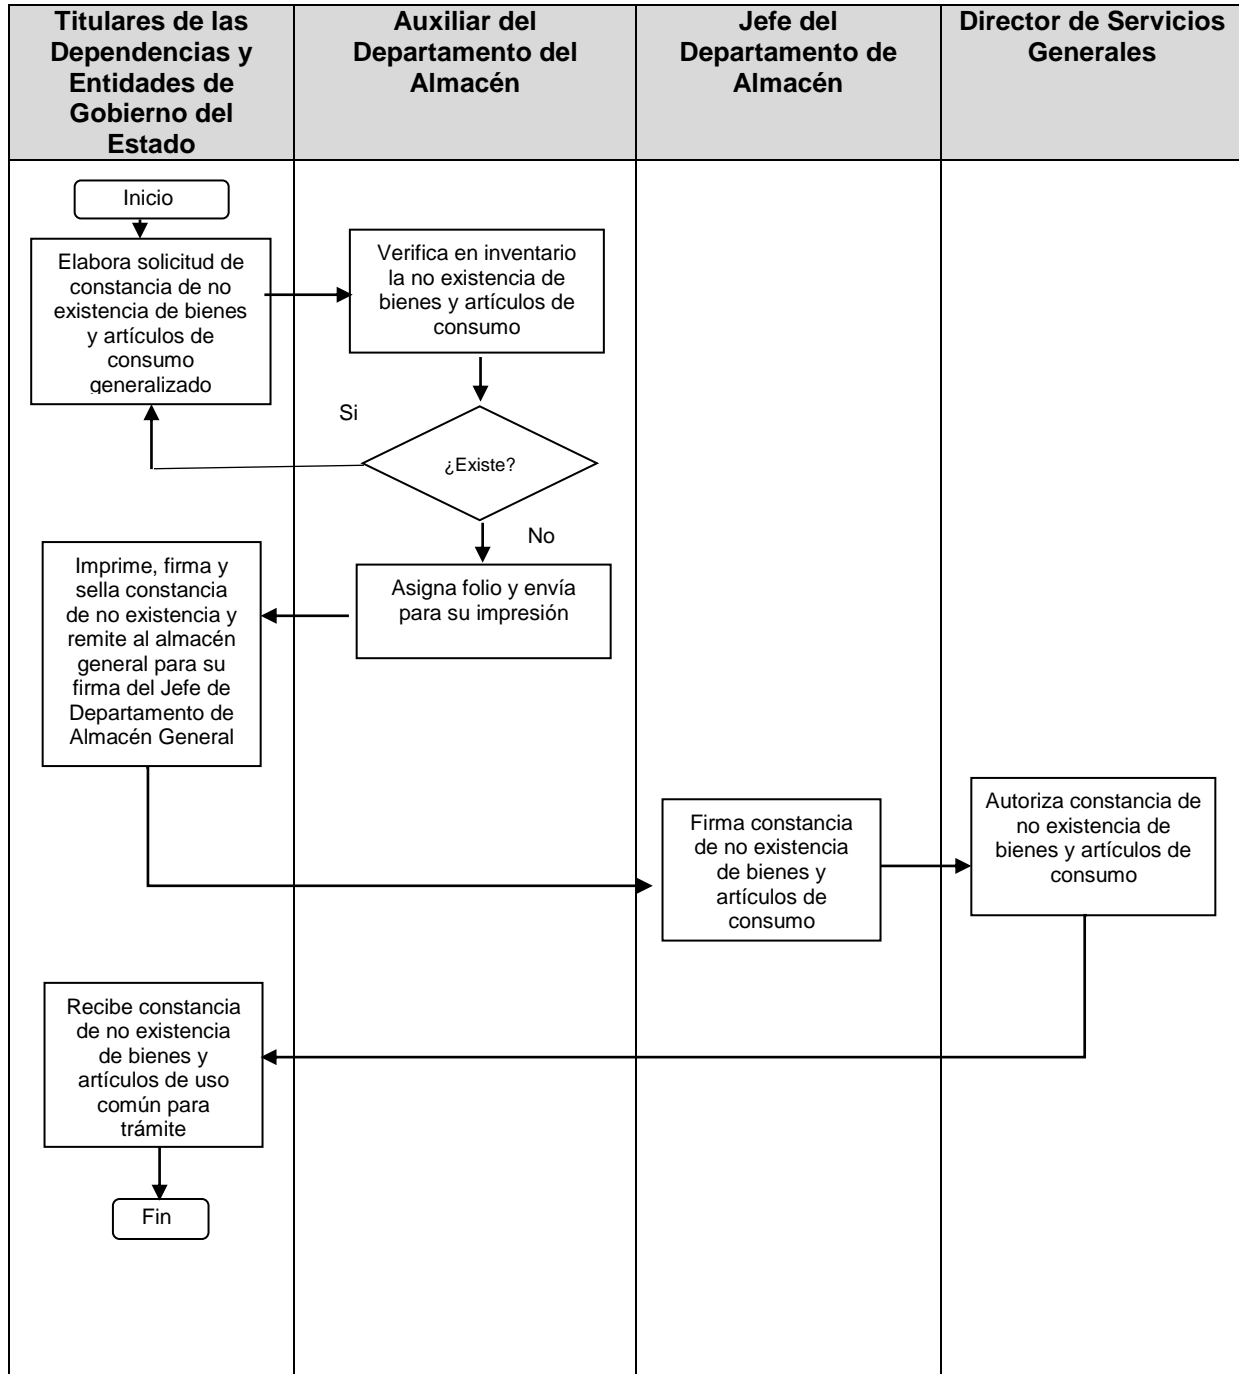 Titulares de las
Dependencias y
Entidades de
Gobierno del
Estado
Auxiliar del
Departamento del
Almacén
Jefe del
Departamento de
Almacén
Director de Servicios
Generales
Inicio
Elabora solicitud de
constancia de no
existencia de bienes
y artículos de
consumo
generalizado
Verifica en inventario
la no existencia de
bienes y artículos de
consumo
Si
¿Existe?
No
Asigna folio y envía
para su impresión
Imprime, firma y
sella constancia
de no existencia y
remite al almacén
general para su
firma del Jefe de
Departamento de
Almacén General
Firma constancia
de no existencia
de bienes y
artículos de
consumo
Autoriza constancia de
no existencia de
bienes y artículos de
consumo
Recibe constancia
de no existencia
de bienes y
artículos de uso
común para
trámite
Fin